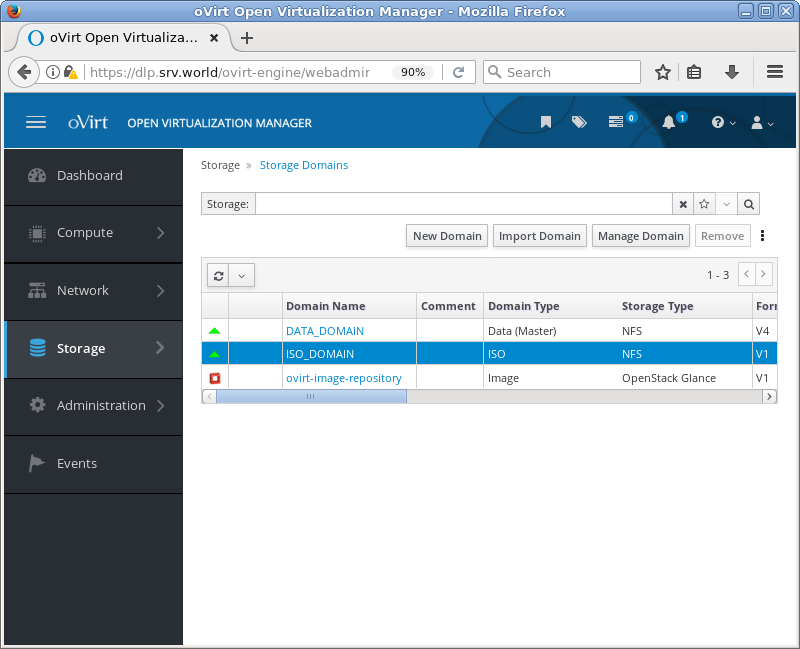 oVirt Open Virtualization Manager - Mozilla Firefox
oVirt Open Virtualiza... × +
https://dlp.srv.world/ovirt-engine/webadmir 90% Search
oVirt OPEN VIRTUALIZATION MANAGER 0 1
Dashboard
Compute
Network
Storage
Administration
Events
Storage » Storage Domains
Storage:
New Domain Import Domain Manage Domain Remove
1 - 3
Domain Name Comment Domain Type Storage Type Forn
DATA_DOMAIN Data (Master) NFS V4
ISO_DOMAIN ISO NFS V1
ovirt-image-repository Image OpenStack Glance V1